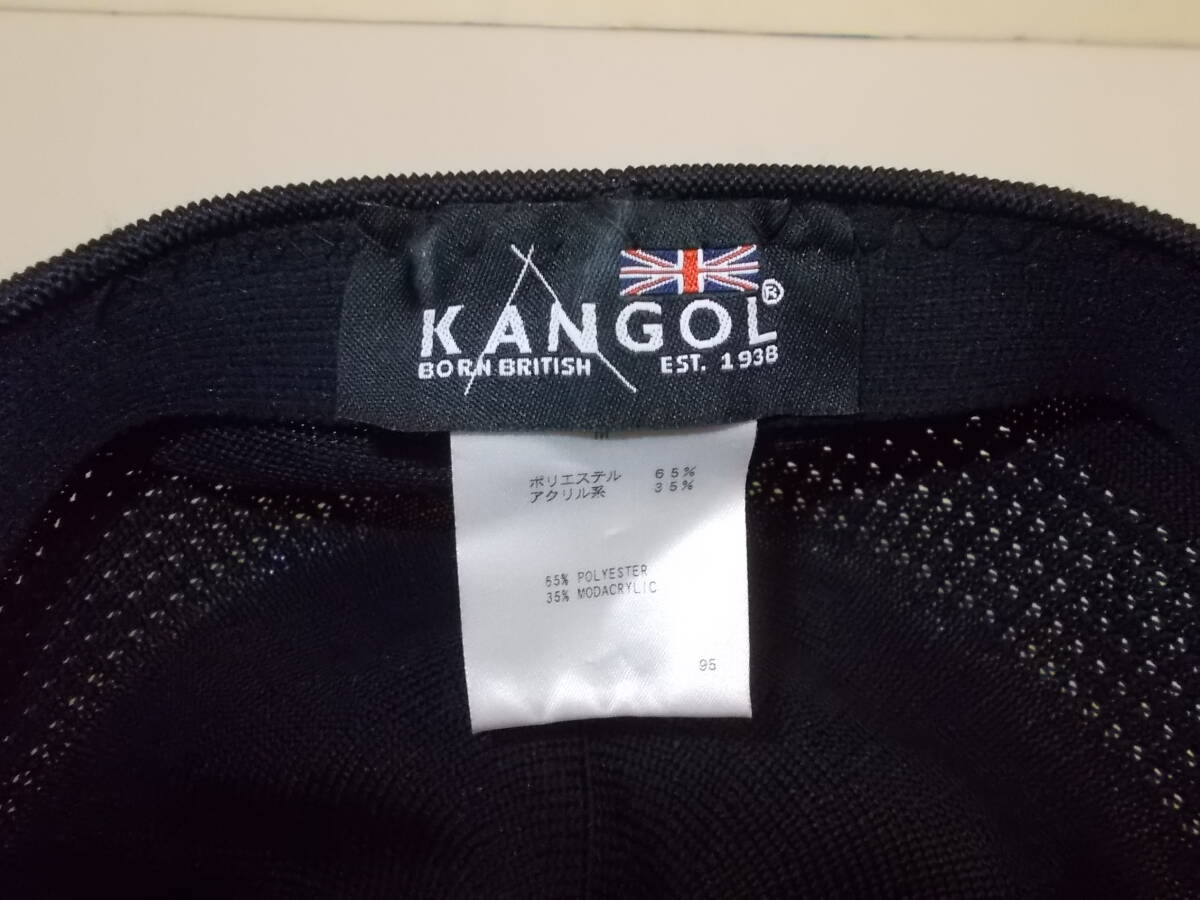 KANGOL®
BORN BRITISH EST. 1938
ポリエステル 65%
アクリル系 35%
65% POLYESTER
35% MODACRYLIC
95